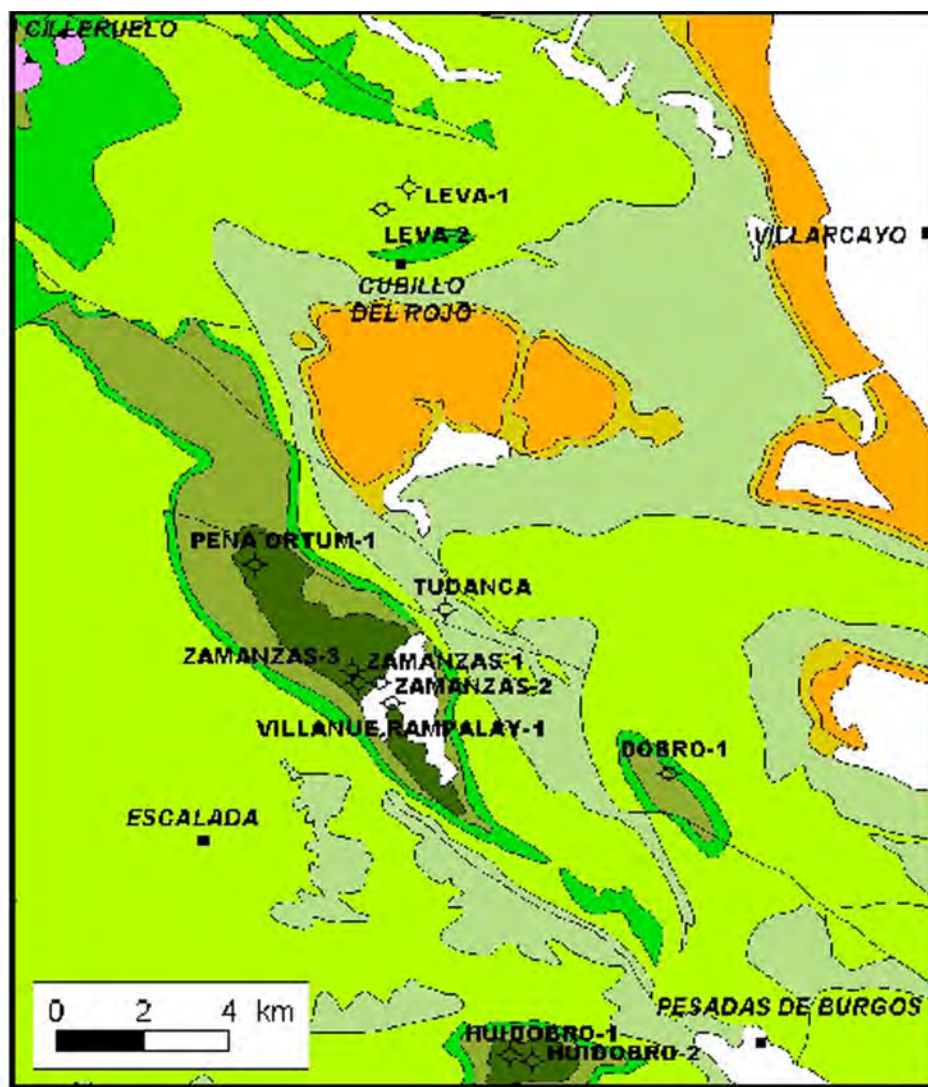 CILLERUELO
LEVA-1
LEVA-2
VILLARCAYO
CUBILLO
DEL ROJO
PEÑA ORTUM-1
TUDANCA
ZAMANZAS-3
ZAMANZAS-1
ZAMANZAS-2
VILLANUE,RAMPALAY-1
DOBRO-1
ESCALADA
0 2 4 km
PESADAS DE BURGOS
HUIDOBRO-1
HUIDOBRO-2